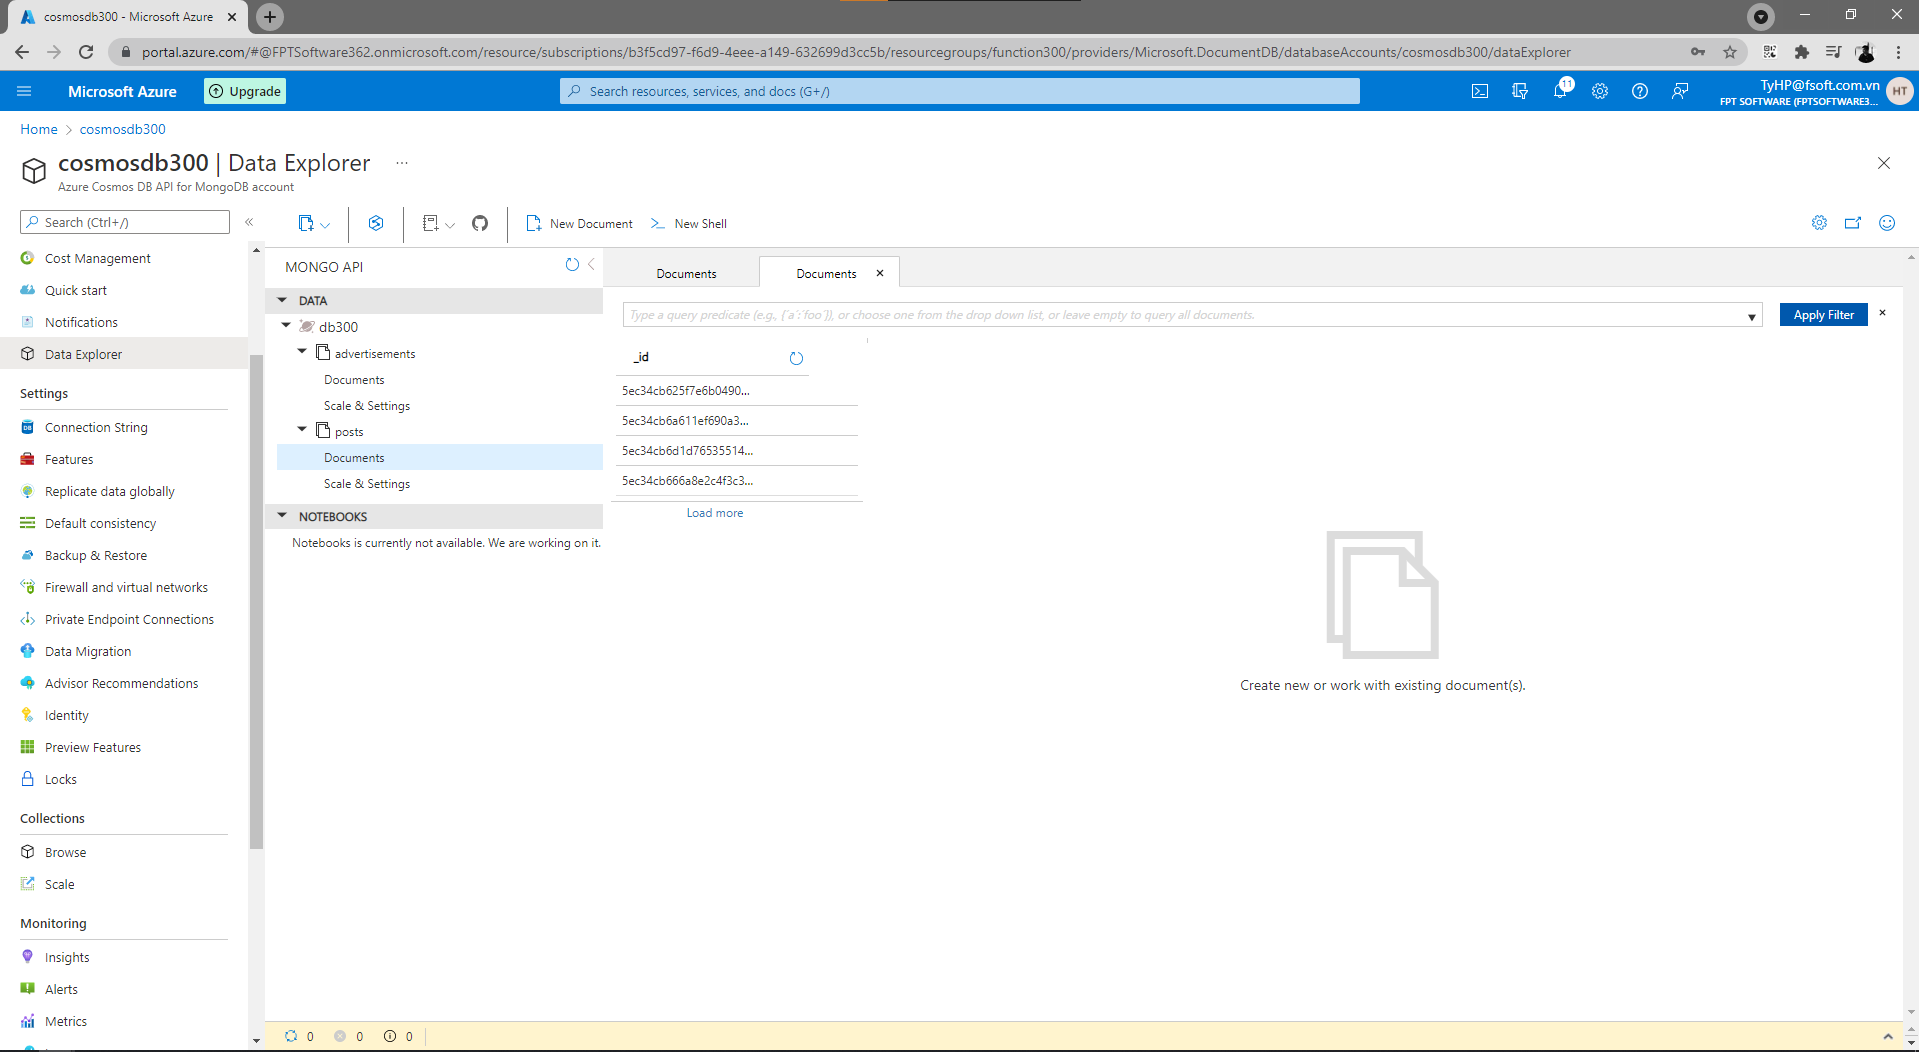 cosmosdb300 - Microsoft Azure
portal.azure.com/#@FPTSoftware362.onmicrosoft.com/resource/subscriptions/b3f5cd97-f6d9-4eee-a149-632699d3cc5b/resourcegroups/function300/providers/Microsoft.DocumentDB/databaseAccounts/cosmosdb300/dataExplorer
Microsoft Azure
Upgrade
Search resources, services, and docs (G+/)
11
TyHP@fsoft.com.vn
FPT SOFTWARE (FPTSOFTWARE3...
HT
Home > cosmosdb300
cosmosdb300 | Data Explorer ...
Azure Cosmos DB API for MongoDB account
Search (Ctrl+/)
«
Cost Management
Quick start
Notifications
Data Explorer
Settings
Connection String
Features
Replicate data globally
Default consistency
Backup & Restore
Firewall and virtual networks
Private Endpoint Connections
Data Migration
Advisor Recommendations
Identity
Preview Features
Locks
Collections
Browse
Scale
Monitoring
Insights
Alerts
Metrics
New Document
New Shell
MONGO API
DATA
db300
advertisements
Documents
Scale & Settings
posts
Documents
Scale & Settings
NOTEBOOKS
Notebooks is currently not available. We are working on it.
Documents
Documents
Type a query predicate (e.g., {´a´:´foo´}), or choose one from the drop down list, or leave empty to query all documents.
Apply Filter
_id
5ec34cb625f7e6b0490...
5ec34cb6a611ef690a3...
5ec34cb6d1d76535514...
5ec34cb666a8e2c4f3c3...
Load more
Create new or work with existing document(s).
0 0 0